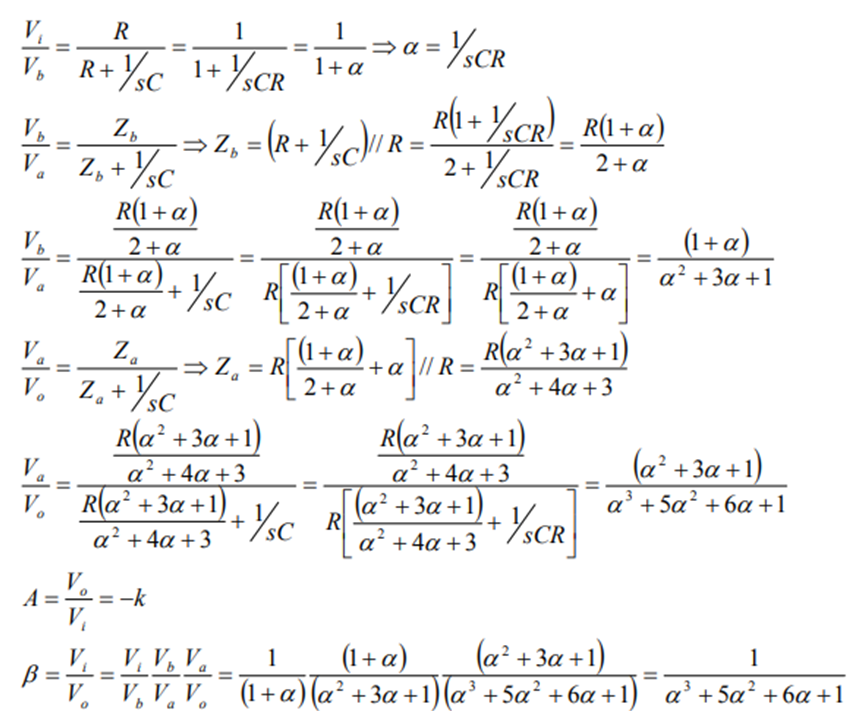 V_i/V_b = R/(R + 1/sC) = 1/(1 + 1/sCR) = 1/(1 + α) ⇒ α = 1/sCR
V_b/V_a = Z_b/(Z_b + 1/sC) ⇒ Z_b = (R + 1/sC)//R = R(1 + 1/sCR)/(2 + 1/sCR) = R(1 + α)/(2 + α)
V_b/V_a = (R(1 + α)/(2 + α))/(R(1 + α)/(2 + α) + 1/sC) = (R(1 + α)/(2 + α))/(R[(1 + α)/(2 + α) + 1/sCR]) = (R(1 + α)/(2 + α))/(R[(1 + α)/(2 + α) + α]) = (1 + α)/(α² + 3α + 1)
V_a/V_o = Z_a/(Z_a + 1/sC) ⇒ Z_a = R[(1 + α)/(2 + α) + α]//R = R(α² + 3α + 1)/(α² + 4α + 3)
V_a/V_o = (R(α² + 3α + 1)/(α² + 4α + 3))/(R(α² + 3α + 1)/(α² + 4α + 3) + 1/sC) = (R(α² + 3α + 1)/(α² + 4α + 3))/(R[(α² + 3α + 1)/(α² + 4α + 3) + 1/sCR]) = (α² + 3α + 1)/(α³ + 5α² + 6α + 1)
A = V_o/V_i = −k
β = V_i/V_o = V_i/V_b V_b/V_a V_a/V_o = 1/(1 + α) (1 + α)/(α² + 3α + 1) (α² + 3α + 1)/(α³ + 5α² + 6α + 1) = 1/(α³ + 5α² + 6α + 1)